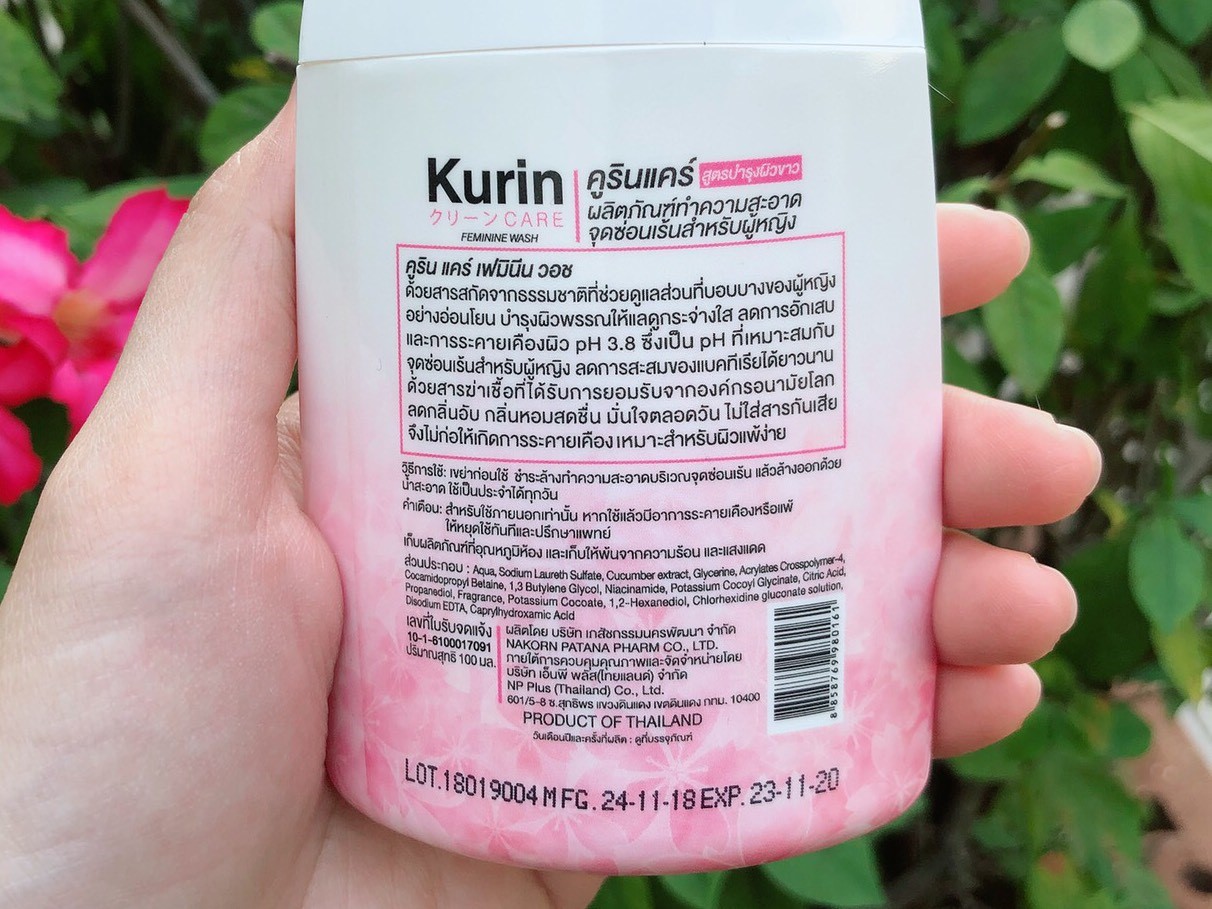 Kurin
クリーン CARE
FEMININE WASH
คูรินแคร์ สูตรบำรุงผิวขาว
ผลิตภัณฑ์ทำความสะอาด
จุดซ่อนเร้นสำหรับผู้หญิง
คูริน แคร์ เฟมินีน วอช
ด้วยสารสกัดจากธรรมชาติที่ช่วยดูแลส่วนที่บอบบางของผู้หญิง
อย่างอ่อนโยน บำรุงผิวพรรณให้แลดูกระจ่างใส ลดการอักเสบ
และการระคายเคืองผิว pH 3.8 ซึ่งเป็น pH ที่เหมาะสมกับ
จุดซ่อนเร้นสำหรับผู้หญิง ลดการสะสมของแบคทีเรียได้ยาวนาน
ด้วยสารฆ่าเชื้อที่ได้รับการยอมรับจากองค์กรอนามัยโลก
ลดกลิ่นอับ กลิ่นหอมสดชื่น มั่นใจตลอดวัน ไม่ใส่สารกันเสีย
จึงไม่ก่อให้เกิดการระคายเคือง เหมาะสำหรับผิวแพ้ง่าย
วิธีการใช้: เขย่าก่อนใช้ ชำระล้างทำความสะอาดบริเวณจุดซ่อนเร้น แล้วล้างออกด้วย
น้ำสะอาด ใช้เป็นประจำได้ทุกวัน
คำเตือน: สำหรับใช้ภายนอกเท่านั้น หากใช้แล้วมีอาการระคายเคืองหรือแพ้
ให้หยุดใช้ทันทีและปรึกษาแพทย์
เก็บผลิตภัณฑ์ที่อุณหภูมิห้อง และเก็บให้พ้นจากความร้อน และแสงแดด
ส่วนประกอบ : Aqua, Sodium Laureth Sulfate, Cucumber extract, Glycerine, Acrylates Crosspolymer-4,
Cocamidopropyl Betaine, 1,3 Butylene Glycol, Niacinamide, Potassium Cocoyl Glycinate, Citric Acid,
Propanediol, Fragrance, Potassium Cocoate, 1,2-Hexanediol, Chlorhexidine gluconate solution,
Disodium EDTA, Caprylhydroxamic Acid
เลขที่ใบรับจดแจ้ง
10-1-6100017091
ปริมาณสุทธิ 100 มล.
ผลิตโดย บริษัท เภสัชกรรมนครพัฒนา จำกัด
NAKORN PATANA PHARM CO., LTD.
ภายใต้การควบคุมคุณภาพและจัดจำหน่ายโดย
บริษัท เอ็นพี พลัส(ไทยแลนด์) จำกัด
NP Plus (Thailand) Co., Ltd.
601/5-8 ซ.สุทธิพร แขวงดินแดง เขตดินแดง กทม. 10400
8 858769 980161
PRODUCT OF THAILAND
วันเดือนปีและครั้งที่ผลิต : ดูที่บรรจุภัณฑ์
LOT.18019004 MFG. 24-11-18 EXP. 23-11-20